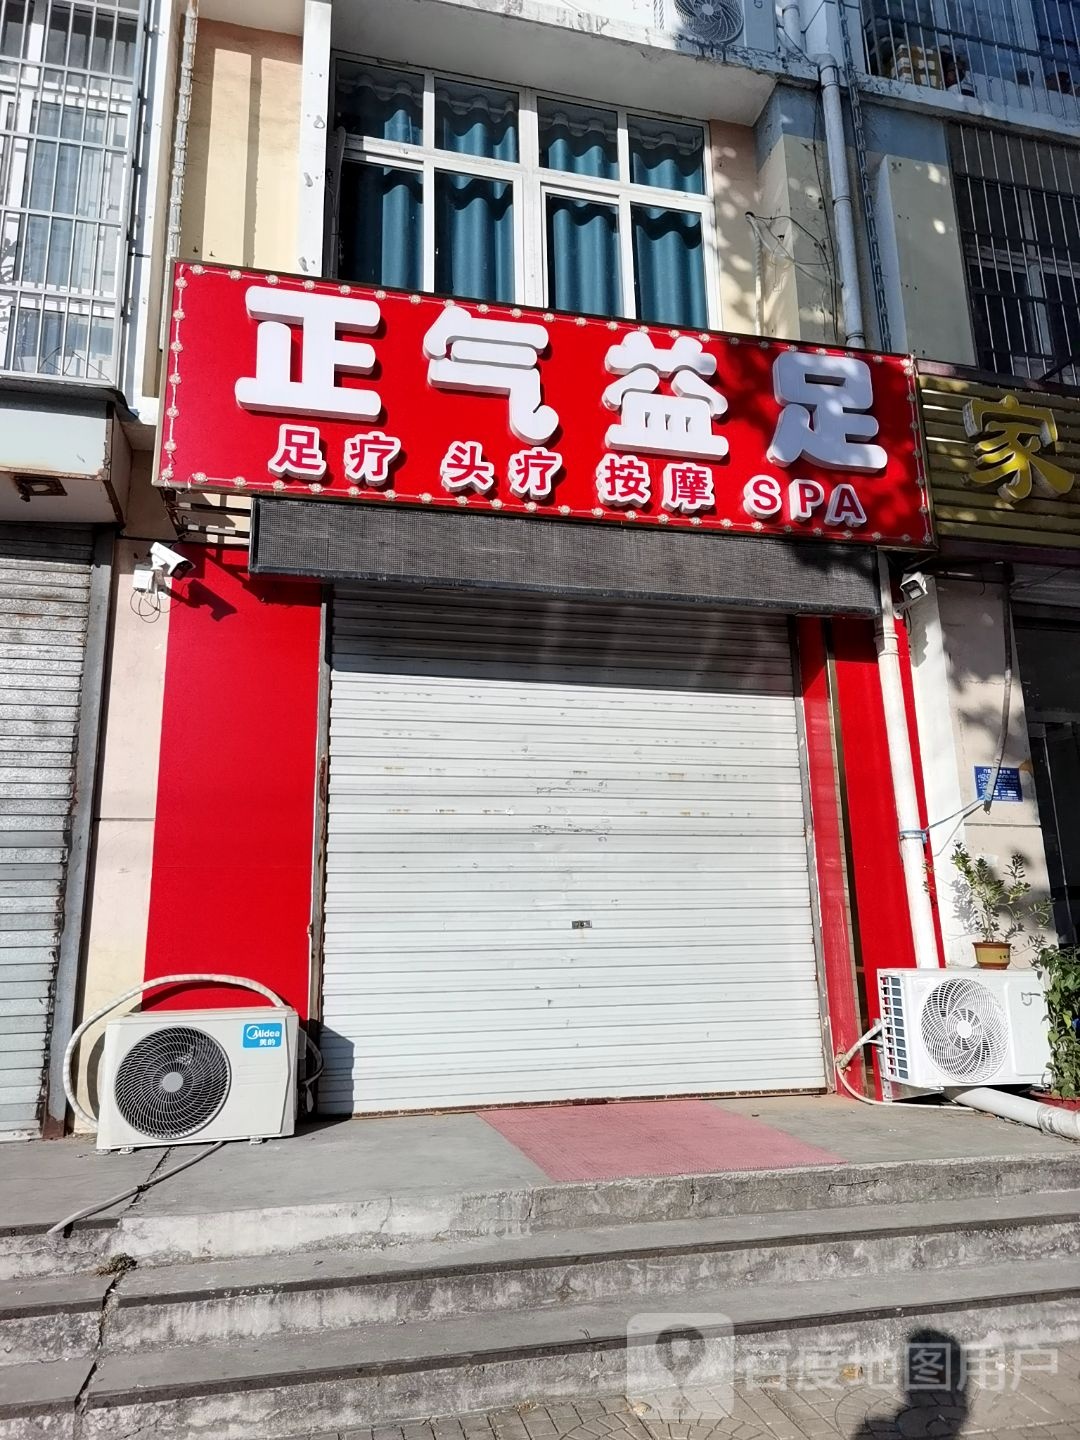 正气益足
足疗 头疗 按摩 SPA
家
Midea
美的
百度地图用户